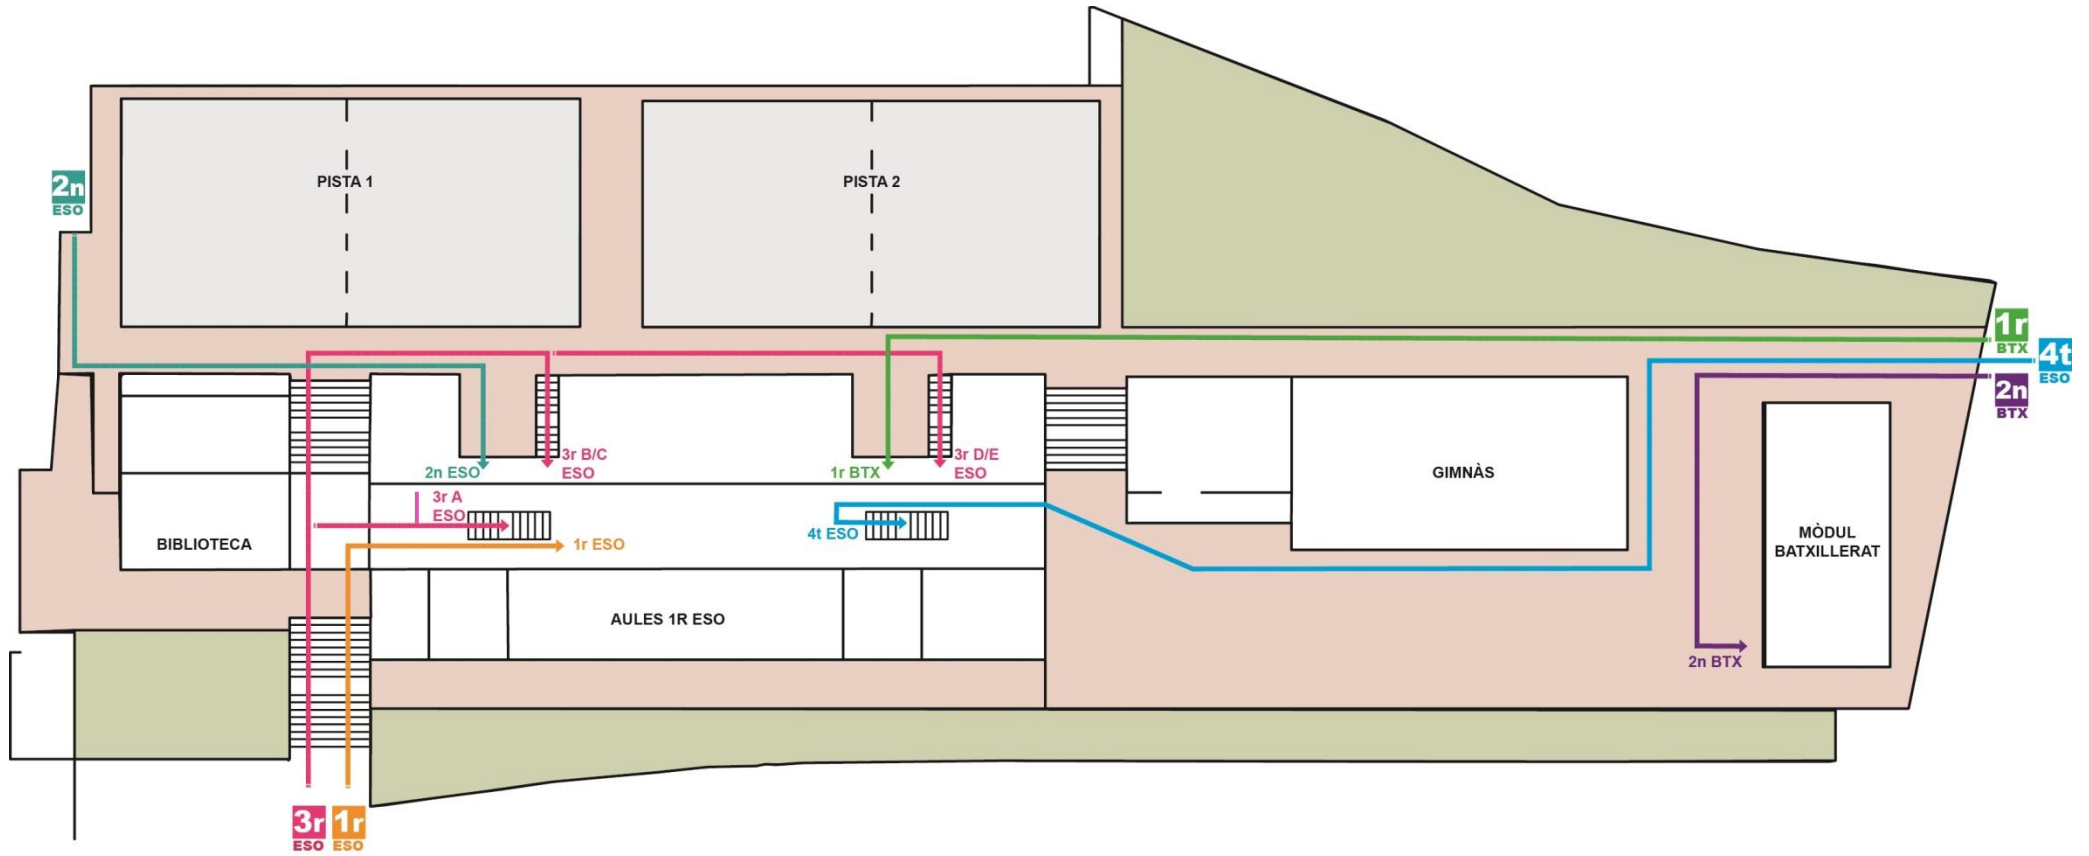 PISTA 1
PISTA 2
2n
ESO
1r
BTX
4t
ESO
2n
BTX
3r B/C
ESO
2n ESO
3r D/E
ESO
1r BTX
3r A
ESO
GIMNÀS
BIBLIOTECA
1r ESO
4t ESO
MÒDUL
BATXILLERAT
AULES 1R ESO
2n BTX
3r
ESO
1r
ESO